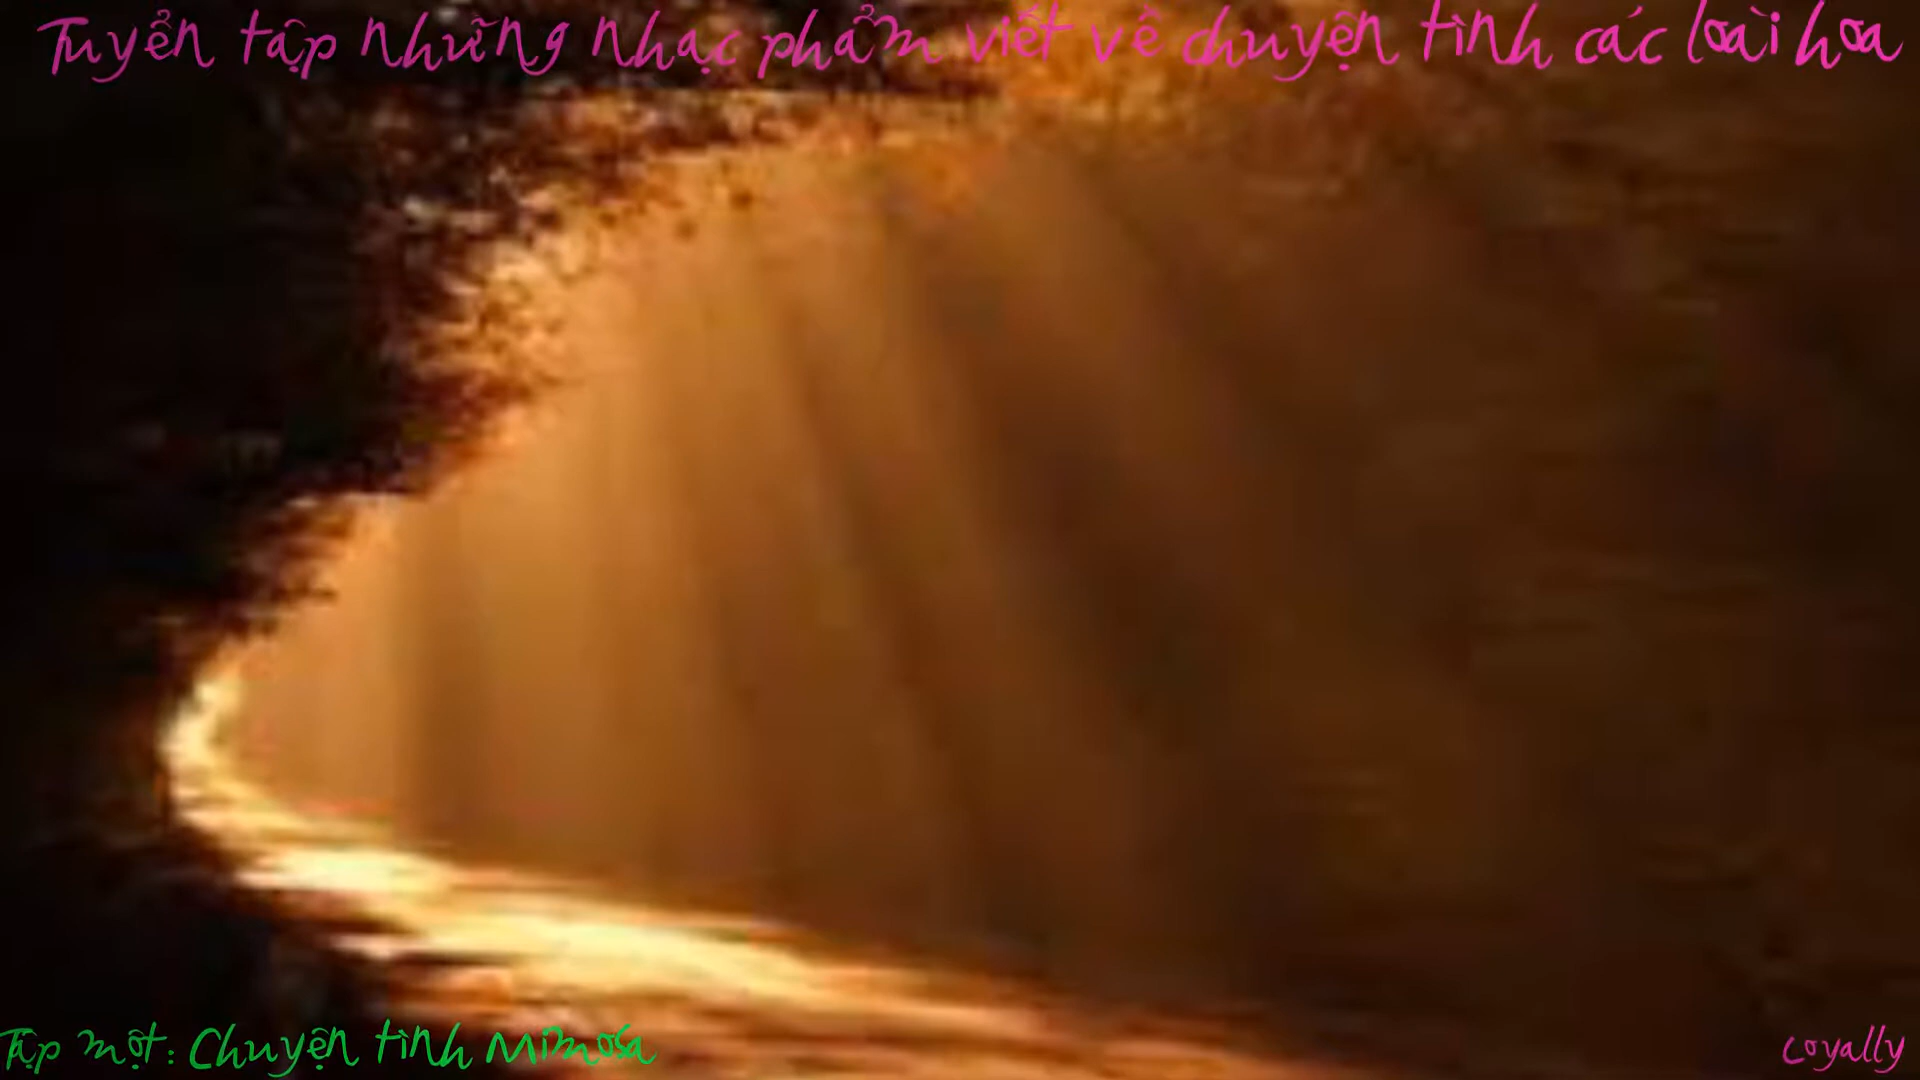 Tuyển tập những nhạc phẩm viết về chuyện tình các loài hoa
Tập một: Chuyện tình Mimosa
Loyally